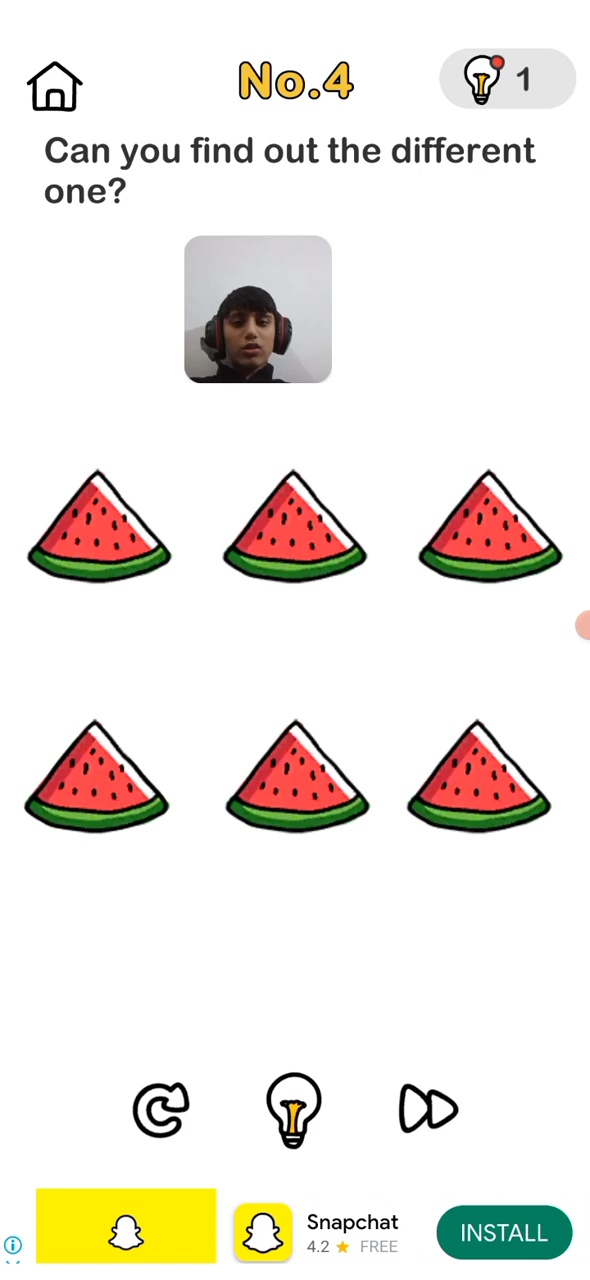 No.4
1
Can you find out the different
one?
Snapchat
4.2 ★ FREE
INSTALL